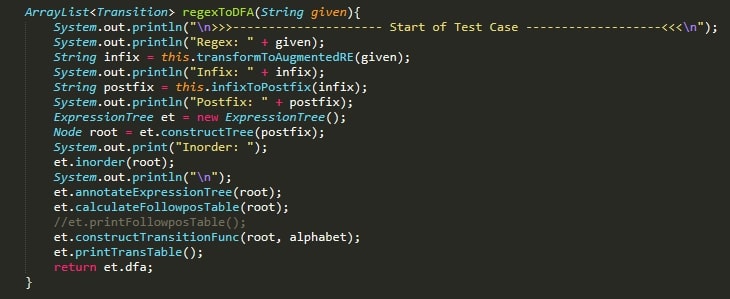 ArrayList<Transition> regexToDFA(String given){
    System.out.println("\n>>>--------------------- Start of Test Case -------------------<<<\n");
    System.out.println("Regex: " + given);
    String infix = this.transformToAugmentedRE(given);
    System.out.println("Infix: " + infix);
    String postfix = this.infixToPostfix(infix);
    System.out.println("Postfix: " + postfix);
    ExpressionTree et = new ExpressionTree();
    Node root = et.constructTree(postfix);
    System.out.print("Inorder: ");
    et.inorder(root);
    System.out.println("\n");
    et.annotateExpressionTree(root);
    et.calculateFollowposTable(root);
    //et.printFollowposTable();
    et.constructTransitionFunc(root, alphabet);
    et.printTransTable();
    return et.dfa;
}